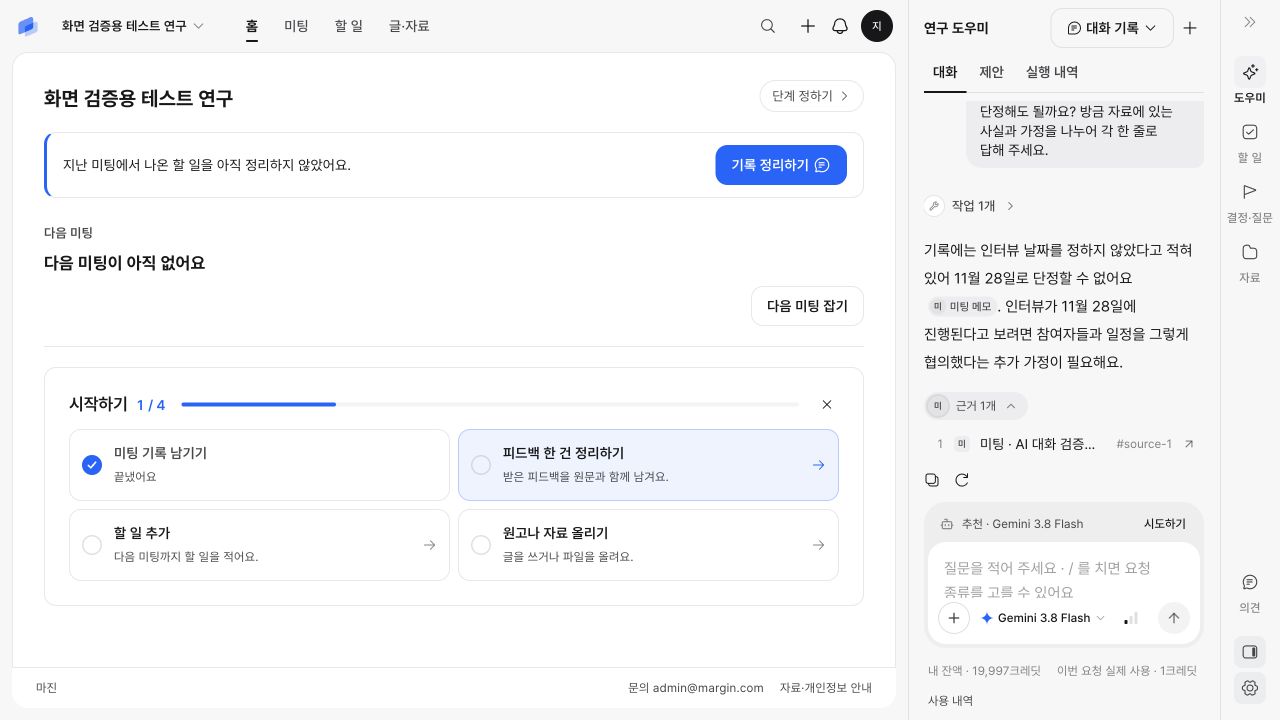 화면 검증용 테스트 연구
홈
미팅
할 일
글·자료
지
화면 검증용 테스트 연구
단계 정하기
지난 미팅에서 나온 할 일을 아직 정리하지 않았어요.
기록 정리하기
다음 미팅
다음 미팅이 아직 없어요
다음 미팅 잡기
시작하기 1 / 4
미팅 기록 남기기
끝냈어요
피드백 한 건 정리하기
받은 피드백을 원문과 함께 남겨요.
할 일 추가
다음 미팅까지 할 일을 적어요.
원고나 자료 올리기
글을 쓰거나 파일을 올려요.
마진
문의 admin@margin.com
자료·개인정보 안내
연구 도우미
대화 기록
대화
제안
실행 내역
단정해도 될까요? 방금 자료에 있는
사실과 가정을 나누어 각 한 줄로
답해 주세요.
작업 1개
기록에는 인터뷰 날짜를 정하지 않았다고 적혀
있어 11월 28일로 단정할 수 없어요
미 미팅 메모 . 인터뷰가 11월 28일에
진행된다고 보려면 참여자들과 일정을 그렇게
협의했다는 추가 가정이 필요해요.
미 근거 1개
1 미 미팅 · AI 대화 검증... #source-1
추천 · Gemini 3.8 Flash
시도하기
질문을 적어 주세요 · / 를 치면 요청
종류를 고를 수 있어요
Gemini 3.8 Flash
내 잔액 · 19,997크레딧
이번 요청 실제 사용 · 1크레딧
사용 내역
도우미
할 일
결정·질문
자료
의견